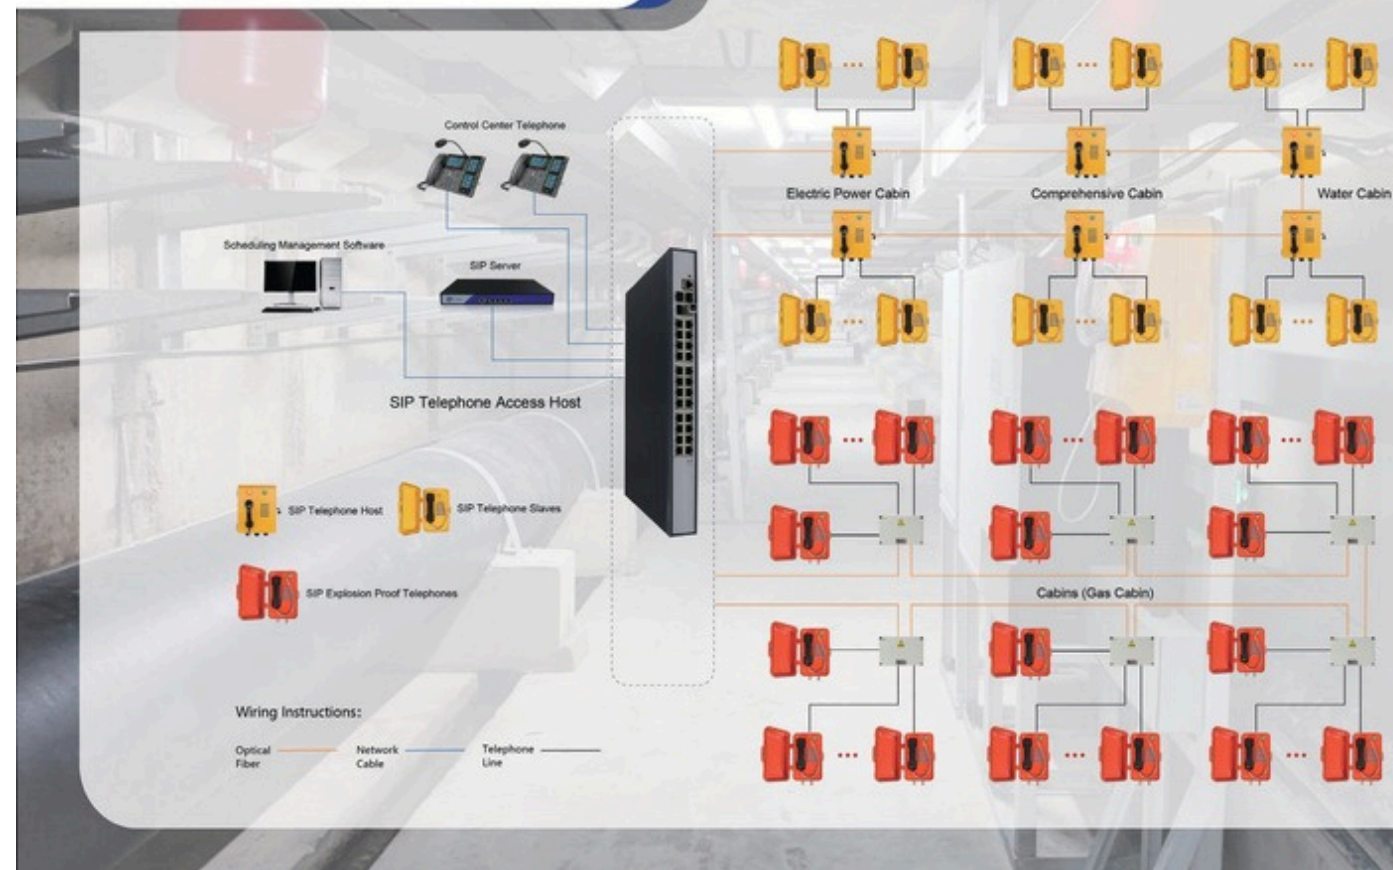 Control Center Telephone
Scheduling Management Software
SIP Server
SIP Telephone Access Host
Electric Power Cabin
Comprehensive Cabin
Water Cabin
SIP Telephone Host
SIP Telephone Slaves
SIP Explosion Proof Telephones
Cabins (Gas Cabin)
Wiring Instructions:
Optical
Fiber
Network
Cable
Telephone
Line